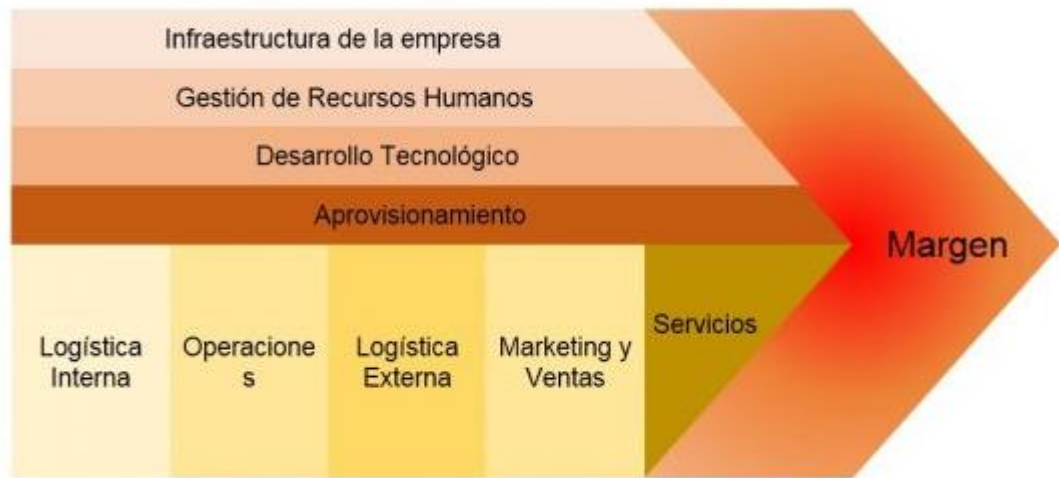 Infraestructura de la empresa
Gestión de Recursos Humanos
Desarrollo Tecnológico
Aprovisionamiento
Margen
Logística
Interna
Operacione
s
Logística
Externa
Marketing y
Ventas
Servicios